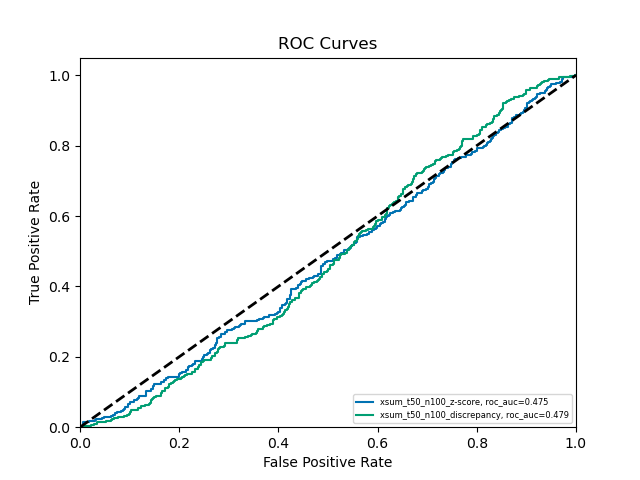 ROC Curves
True Positive Rate
1.0
0.8
0.6
0.4
0.2
0.0
xsum_t50_n100_z-score, roc_auc=0.475
xsum_t50_n100_discrepancy, roc_auc=0.479
0.0 0.2 0.4 0.6 0.8 1.0
False Positive Rate